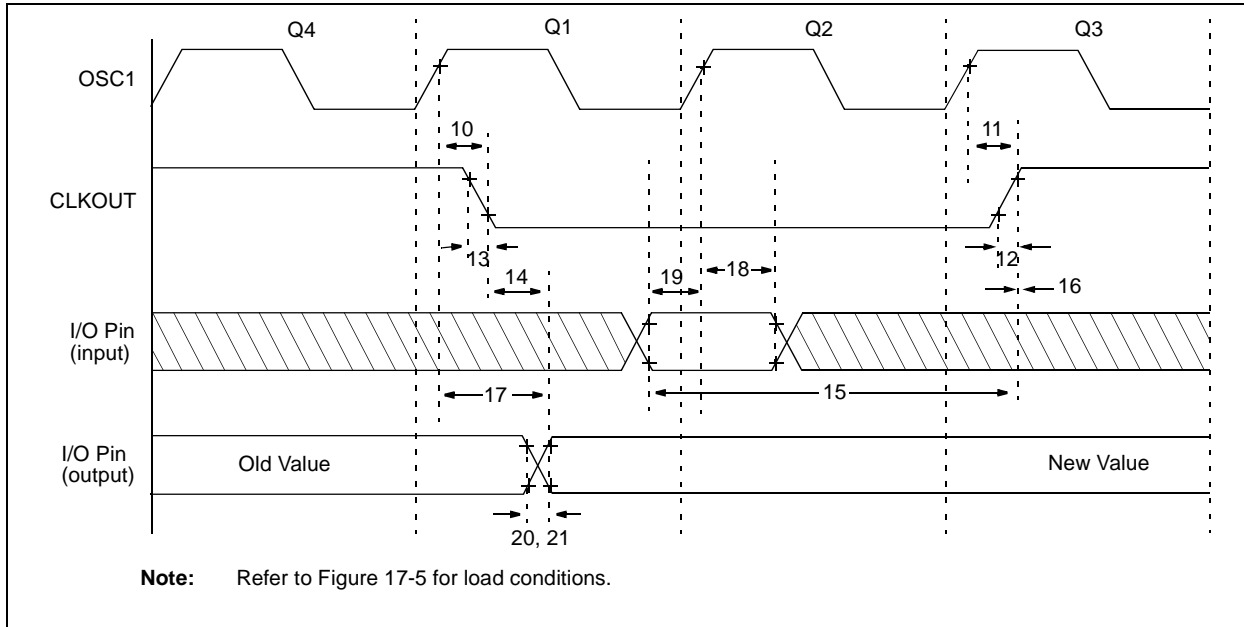 Q4 Q1 Q2 Q3
OSC1
10 11
CLKOUT
13 14 19 18 12 16
I/O Pin
(input)
17 15
I/O Pin
(output)
Old Value New Value
20, 21
Note: Refer to Figure 17-5 for load conditions.